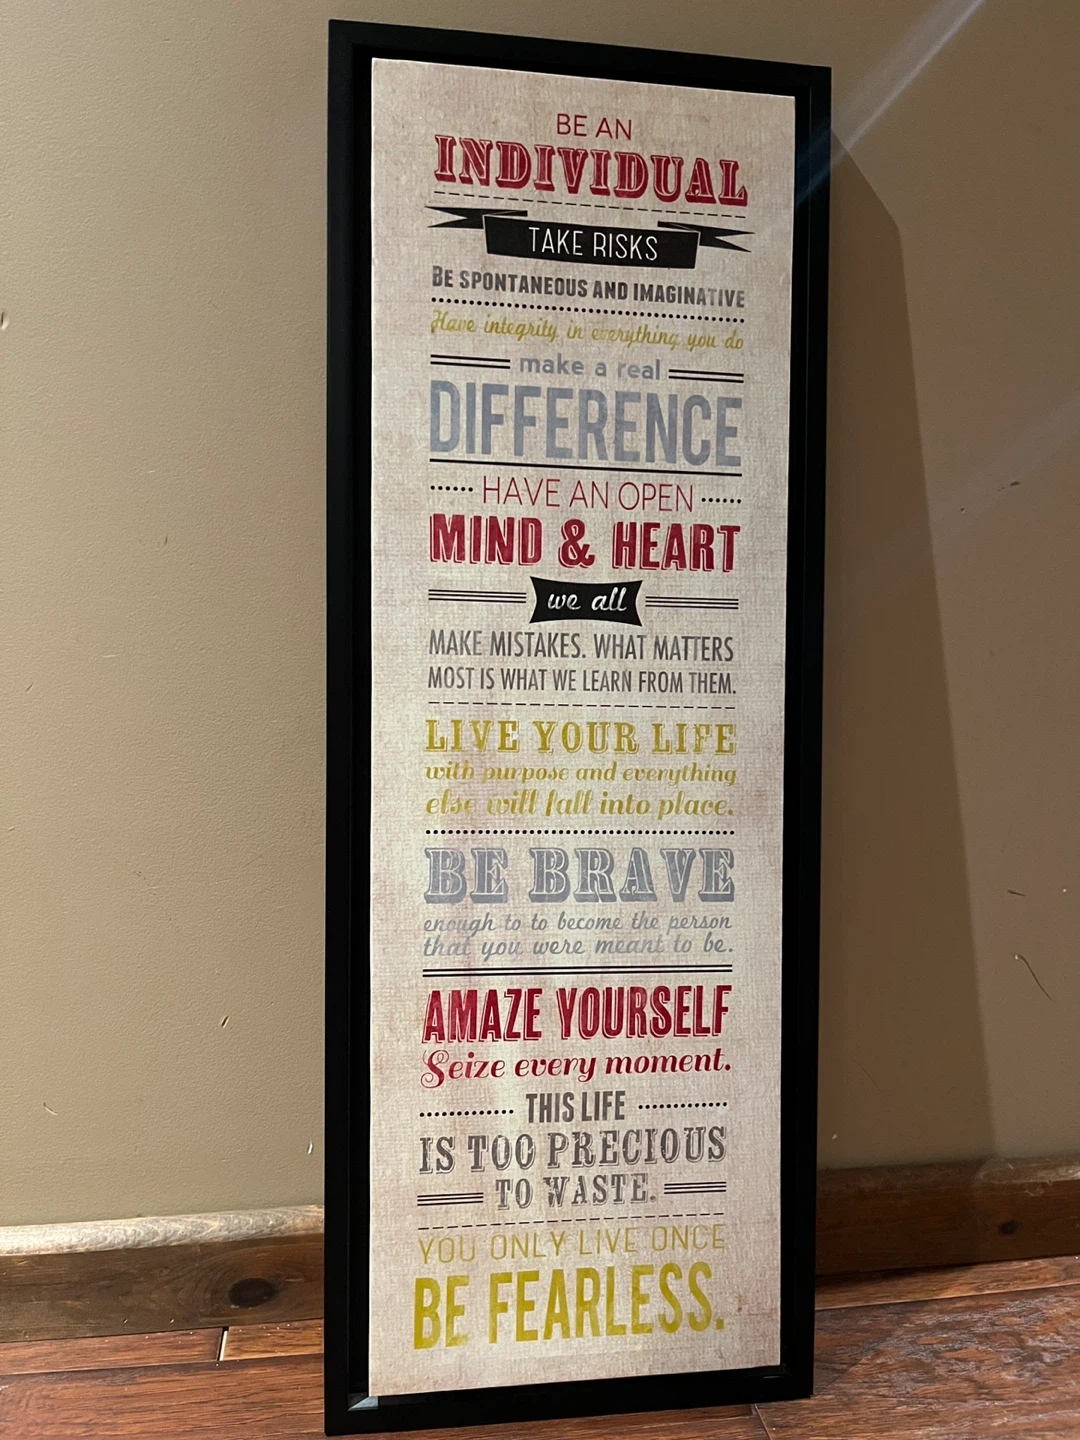 BE AN
INDIVIDUAL
TAKE RISKS
BE SPONTANEOUS AND IMAGINATIVE
Have integrity in everything you do
make a real
DIFFERENCE
HAVE AN OPEN
MIND & HEART
we all
MAKE MISTAKES. WHAT MATTERS
MOST IS WHAT WE LEARN FROM THEM.
LIVE YOUR LIFE
with purpose and everything
else will fall into place.
BE BRAVE
enough to to become the person
that you were meant to be.
AMAZE YOURSELF
Seize every moment.
THIS LIFE
IS TOO PRECIOUS
TO WASTE.
YOU ONLY LIVE ONCE
BE FEARLESS.